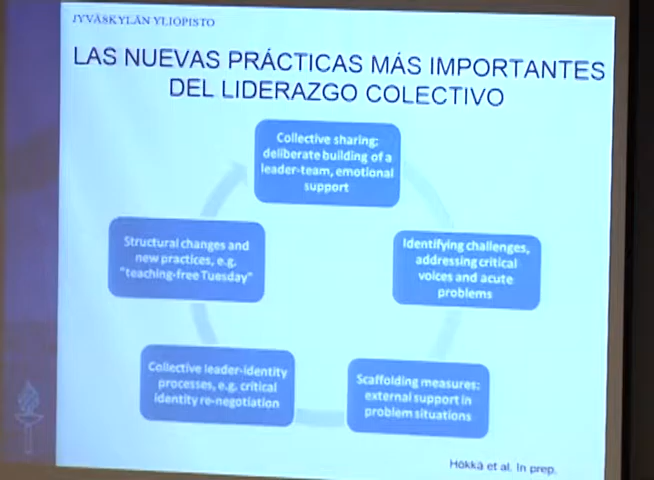 JYVÄSKYLÄN YLIOPISTO
LAS NUEVAS PRÁCTICAS MÁS IMPORTANTES
DEL LIDERAZGO COLECTIVO
Collective sharing:
deliberate building of a
leader-team, emotional
support
Identifying challenges,
addressing critical
voices and acute
problems
Scaffolding measures:
external support in
problem situations
Collective leader-identity
processes, e.g. critical
identity re-negotiation
Structural changes and
new practices, e.g.
"teaching-free Tuesday"
Hökkä et al. In prep.